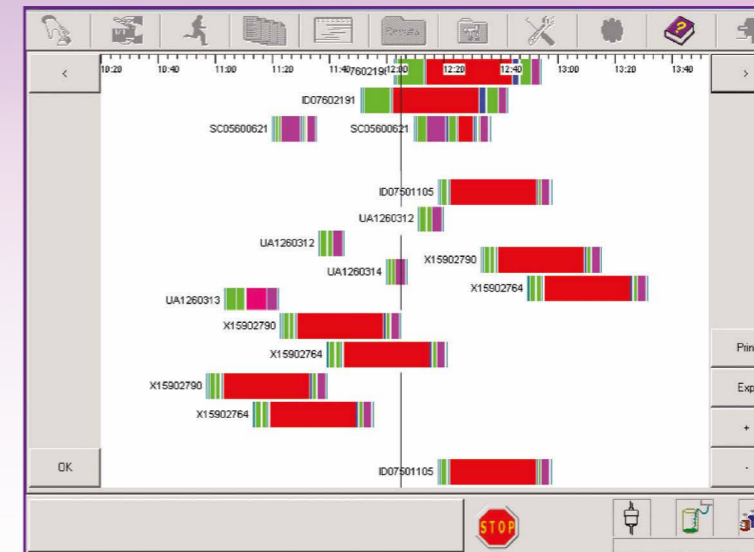 <
10:20 10:40 11:00 11:20 11:40 12:00 12:20 12:40 13:00 13:20 13:40
>
ID07602191
SC05600621 SC05600621
ID07501105
UA1260312
UA1260312
X15902790
UA1260314
X15902764
UA1260313
X15902790
X15902764
X15902790
X15902764
ID07501105
Prin
Exp
+
-
OK
STOP